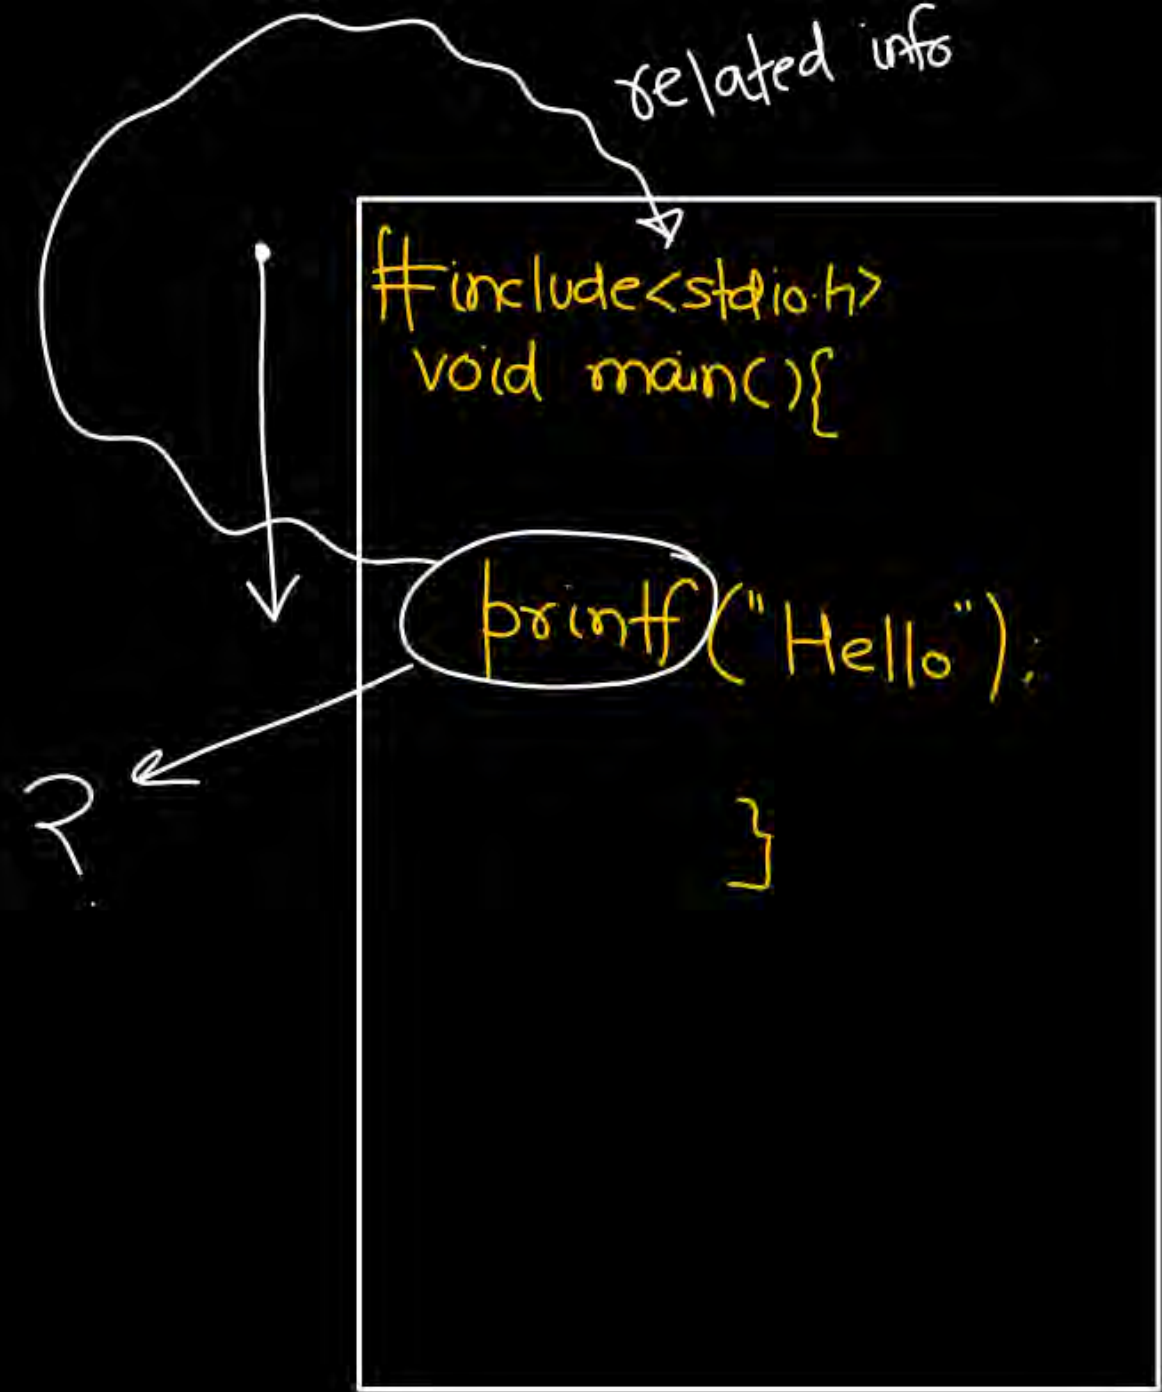 related info
#include<stdio.h>
void main(){
printf("Hello");
}
?